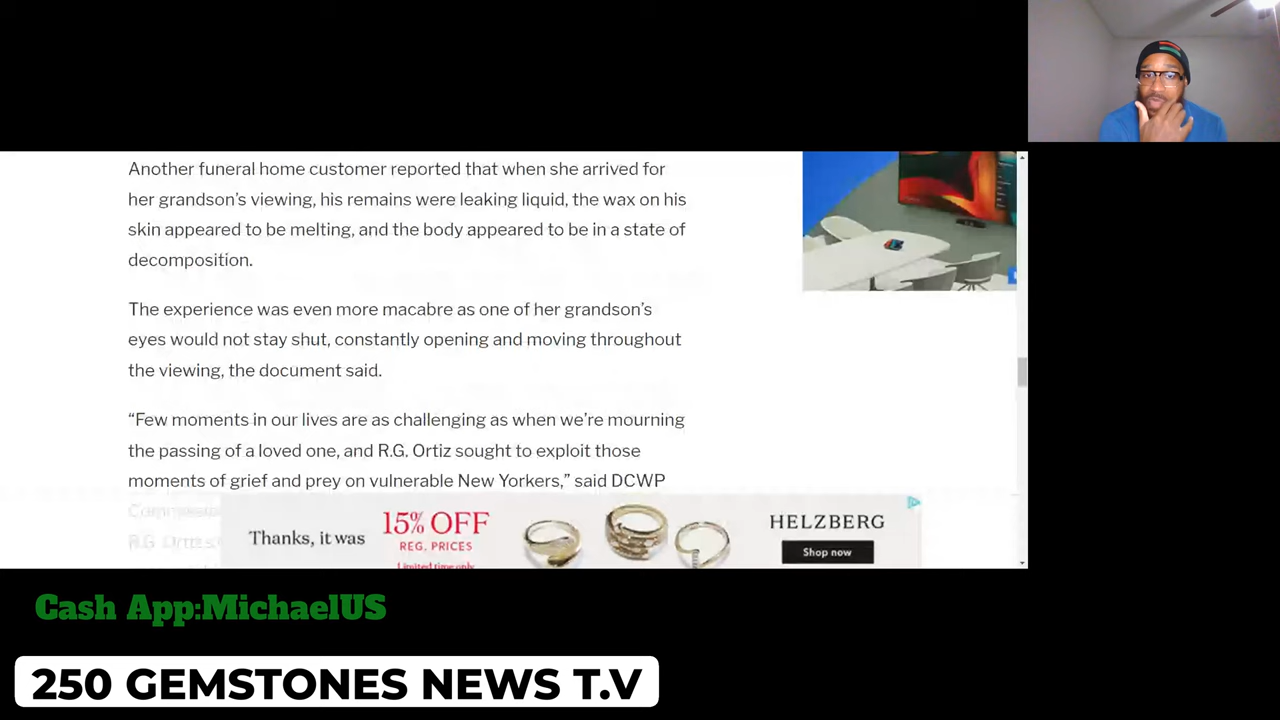 Another funeral home customer reported that when she arrived for
her grandson’s viewing, his remains were leaking liquid, the wax on his
skin appeared to be melting, and the body appeared to be in a state of
decomposition.
The experience was even more macabre as one of her grandson’s
eyes would not stay shut, constantly opening and moving throughout
the viewing, the document said.
“Few moments in our lives are as challenging as when we’re mourning
the passing of a loved one, and R.G. Ortiz sought to exploit those
moments of grief and prey on vulnerable New Yorkers,” said DCWP
R.G. Ortiz
Thanks, it was
15% OFF
REG. PRICES
Limited time only
HELZBERG
Shop now
Cash App:MichaelUS
250 GEMSTONES NEWS T.V